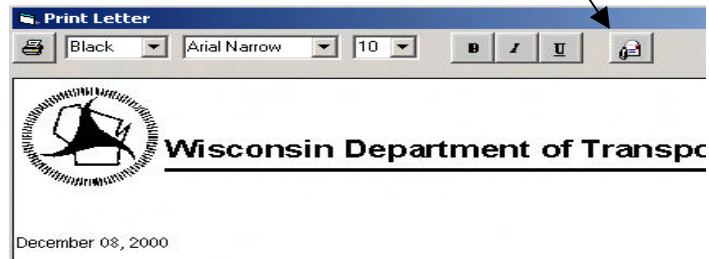 Print Letter
Black Arial Narrow 10 B I U
Wisconsin Department of Transpo
December 08, 2000